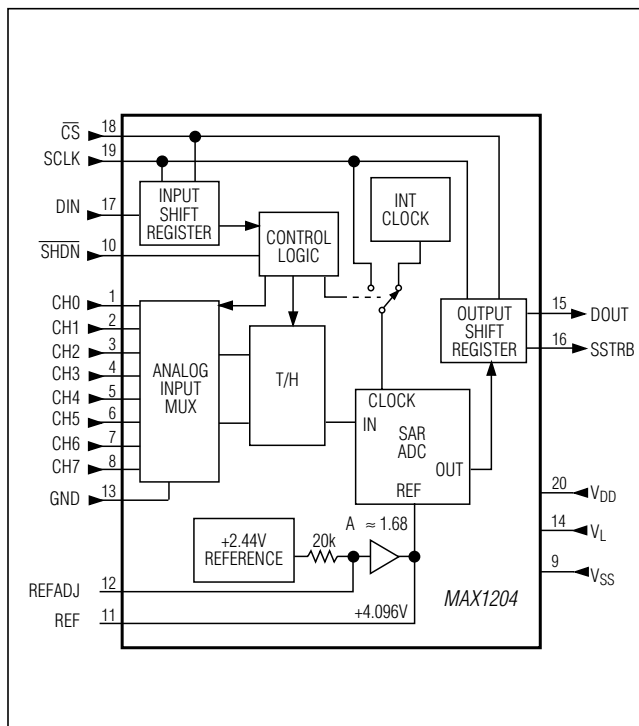 CS
18
SCLK
19
DIN
17
INPUT
SHIFT
REGISTER
SHDN
10
CONTROL
LOGIC
INT
CLOCK
CH0
1
CH1
2
CH2
3
CH3
4
CH4
5
CH5
6
CH6
7
CH7
8
GND
13
ANALOG
INPUT
MUX
T/H
CLOCK
IN
SAR
ADC
OUT
REF
OUTPUT
SHIFT
REGISTER
15
DOUT
16
SSTRB
20
VDD
14
VL
9
VSS
+2.44V
REFERENCE
20k
A ≈ 1.68
REFADJ
12
REF
11
+4.096V
MAX1204